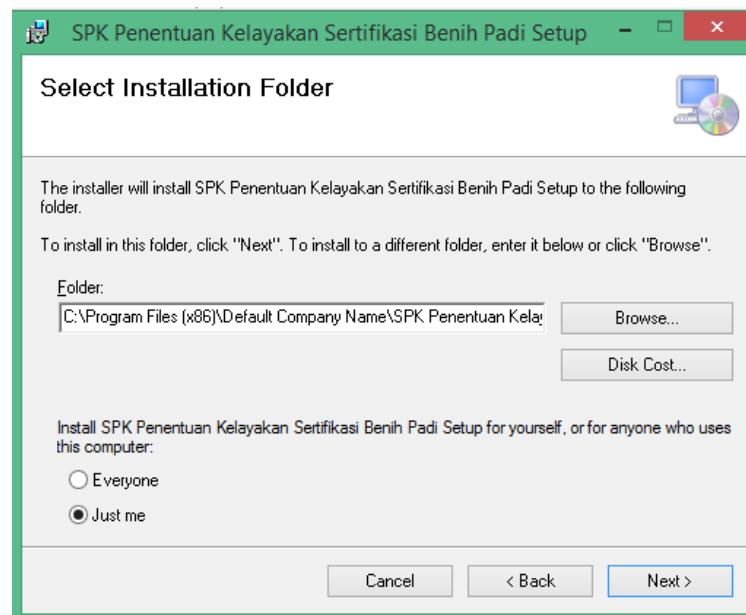 SPK Penentuan Kelayakan Sertifikasi Benih Padi Setup
Select Installation Folder
The installer will install SPK Penentuan Kelayakan Sertifikasi Benih Padi Setup to the following
folder.
To install in this folder, click "Next". To install to a different folder, enter it below or click "Browse".
Folder:
C:\Program Files (x86)\Default Company Name\SPK Penentuan Kela
Browse...
Disk Cost...
Install SPK Penentuan Kelayakan Sertifikasi Benih Padi Setup for yourself, or for anyone who uses
this computer:
Everyone
Just me
Cancel
< Back
Next >